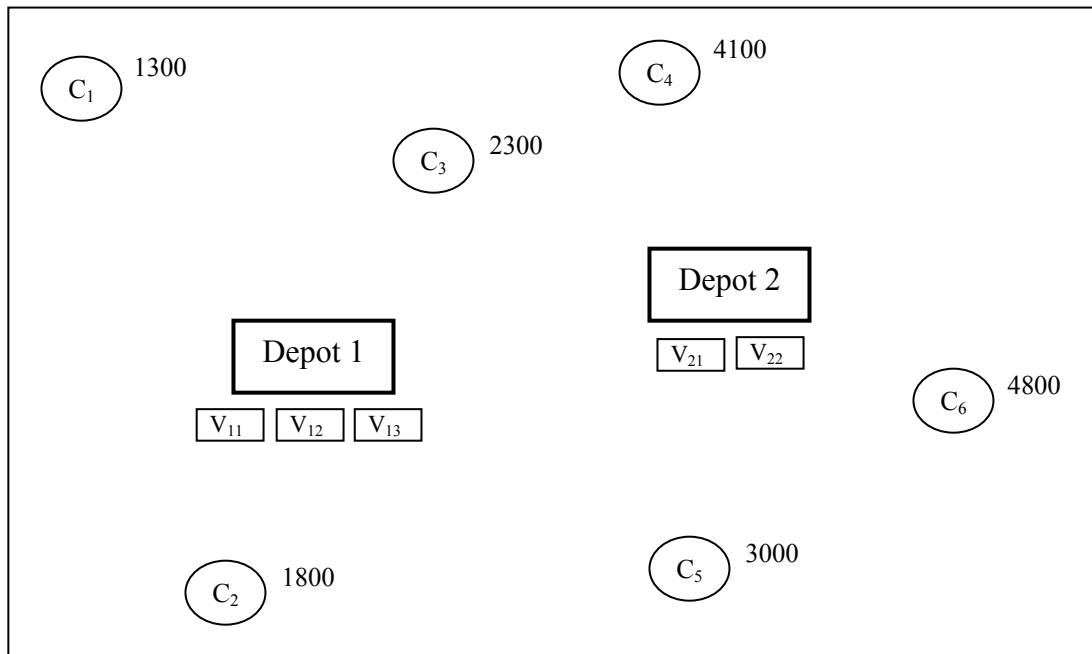 4100
1300
C₄
C₁
2300
C₃
Depot 2
Depot 1
V₂₁ V₂₂
4800
C₆
V₁₁ V₁₂ V₁₃
3000
C₅
1800
C₂